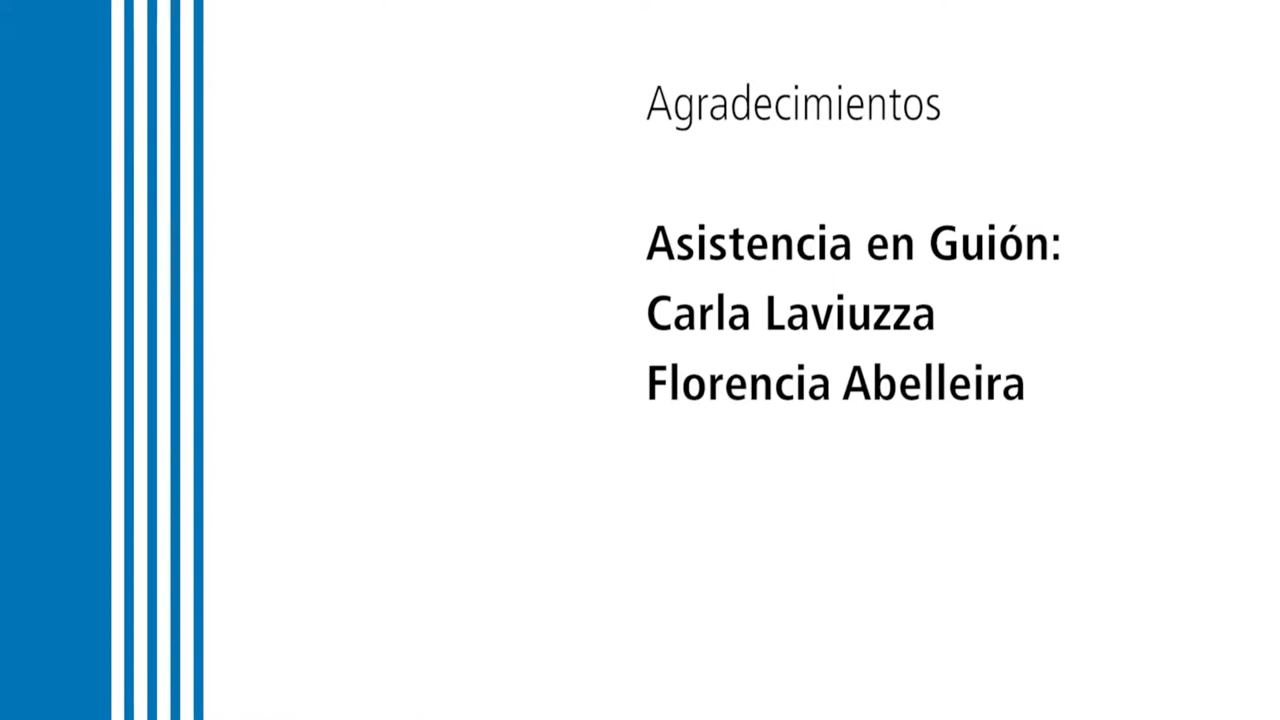 Agradecimientos
Asistencia en Guión:
Carla Laviuzza
Florencia Abelleira